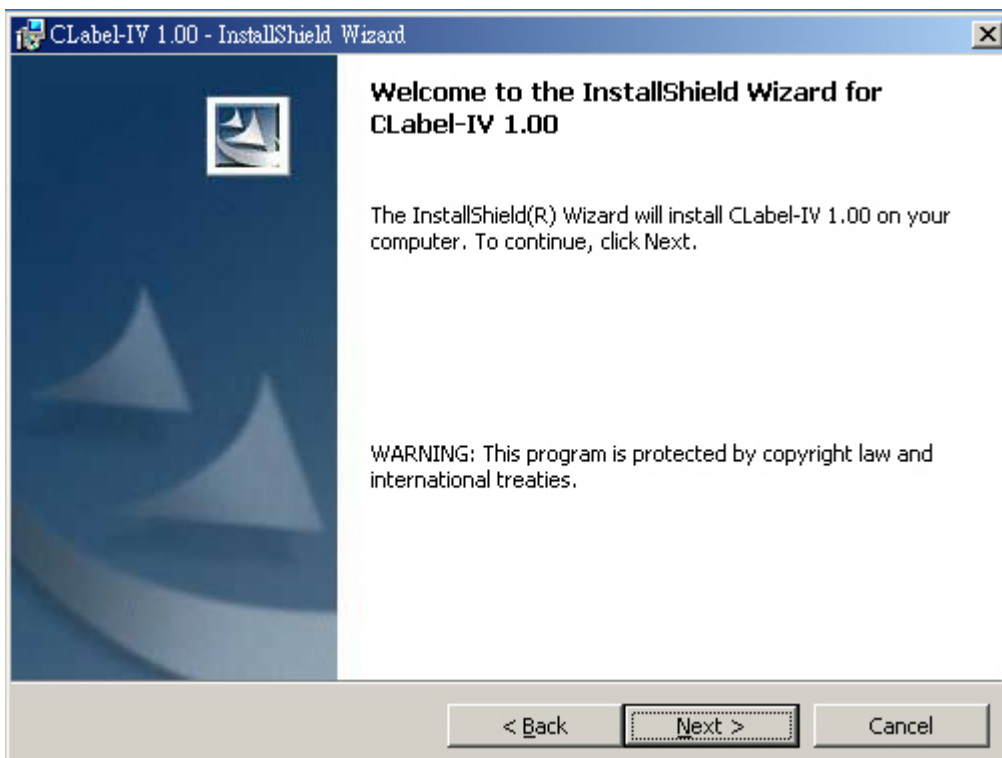 CLabel-IV 1.00 - InstallShield Wizard
Welcome to the InstallShield Wizard for
CLabel-IV 1.00
The InstallShield(R) Wizard will install CLabel-IV 1.00 on your
computer. To continue, click Next.
WARNING: This program is protected by copyright law and
international treaties.
< Back
Next >
Cancel